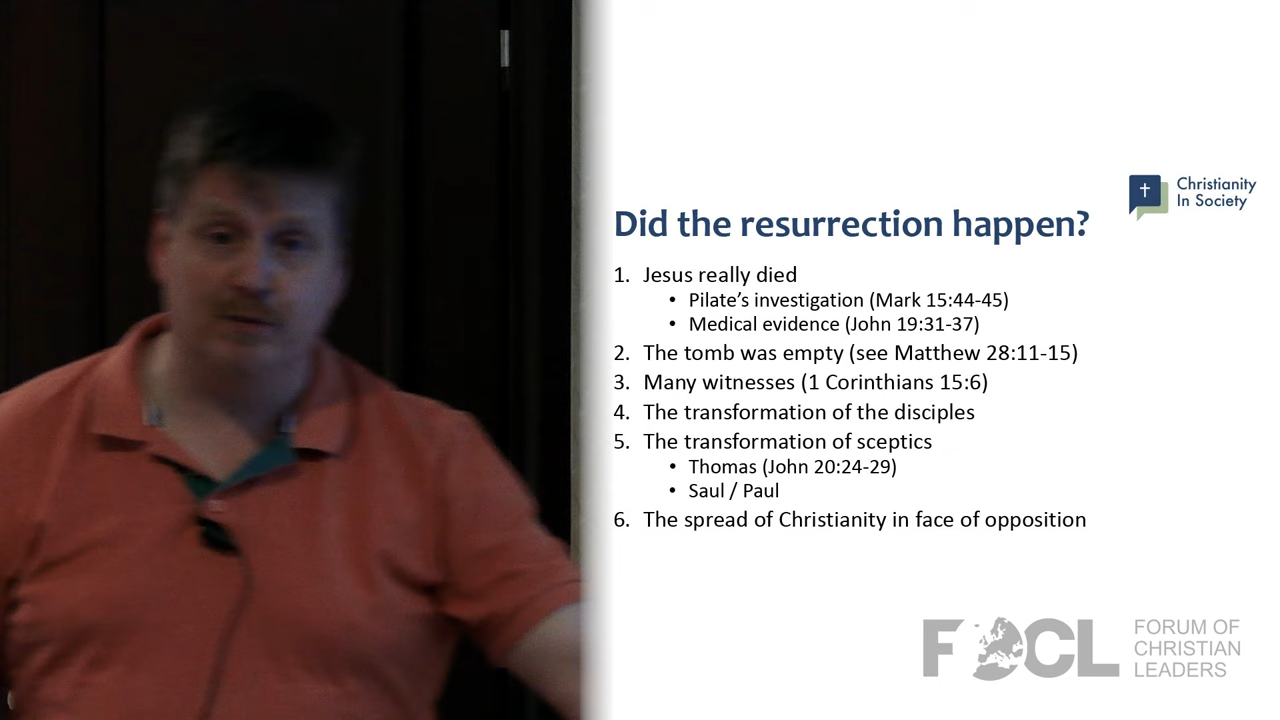 Christianity
In Society
Did the resurrection happen?
1. Jesus really died
• Pilate’s investigation (Mark 15:44-45)
• Medical evidence (John 19:31-37)
2. The tomb was empty (see Matthew 28:11-15)
3. Many witnesses (1 Corinthians 15:6)
4. The transformation of the disciples
5. The transformation of sceptics
• Thomas (John 20:24-29)
• Saul / Paul
6. The spread of Christianity in face of opposition
FOCL
FORUM OF
CHRISTIAN
LEADERS